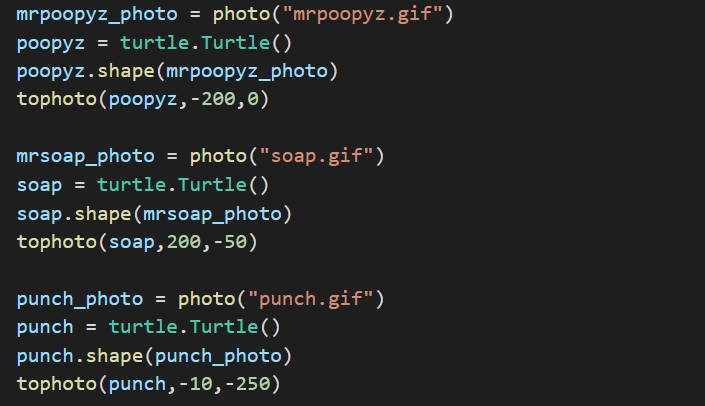 mrpoopyz_photo = photo("mrpoopyz.gif")
poopyz = turtle.Turtle()
poopyz.shape(mrpoopyz_photo)
tophoto(poopyz,-200,0)
mrsoap_photo = photo("soap.gif")
soap = turtle.Turtle()
soap.shape(mrsoap_photo)
tophoto(soap,200,-50)
punch_photo = photo("punch.gif")
punch = turtle.Turtle()
punch.shape(punch_photo)
tophoto(punch,-10,-250)